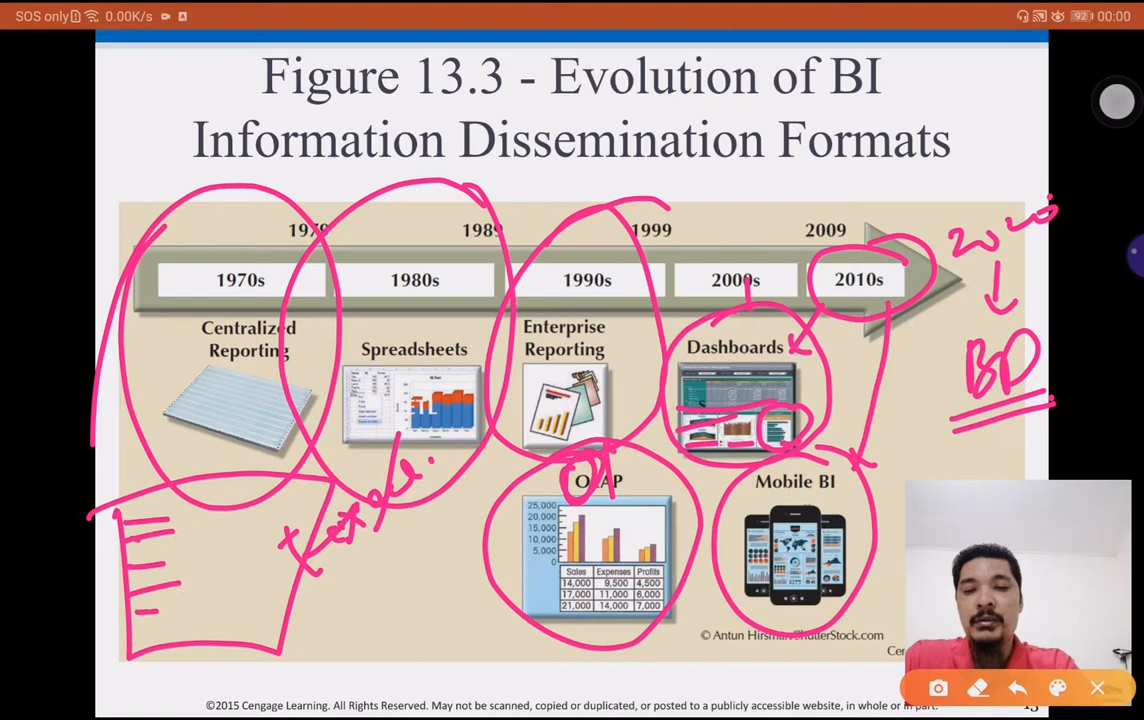 SOS only 0.00K/s A 92 00:00
Figure 13.3 - Evolution of BI
Information Dissemination Formats
1979 1989 1999 2009
1970s 1980s 1990s 2000s 2010s
2020s
BD
Centralized
Reporting
Spreadsheets
Enterprise
Reporting
Dashboards
OLAP
25,000
20,000
15,000
10,000
5,000
0
Sales Expenses Profits
14,000 9,500 4,500
17,000 11,000 6,000
21,000 14,000 7,000
Mobile BI
© Antun Hirsman/ShutterStock.com
Cen
©2015 Cengage Learning. May not be scanned, copied or duplicated, or posted to a publicly accessible website, in whole or in part.
13